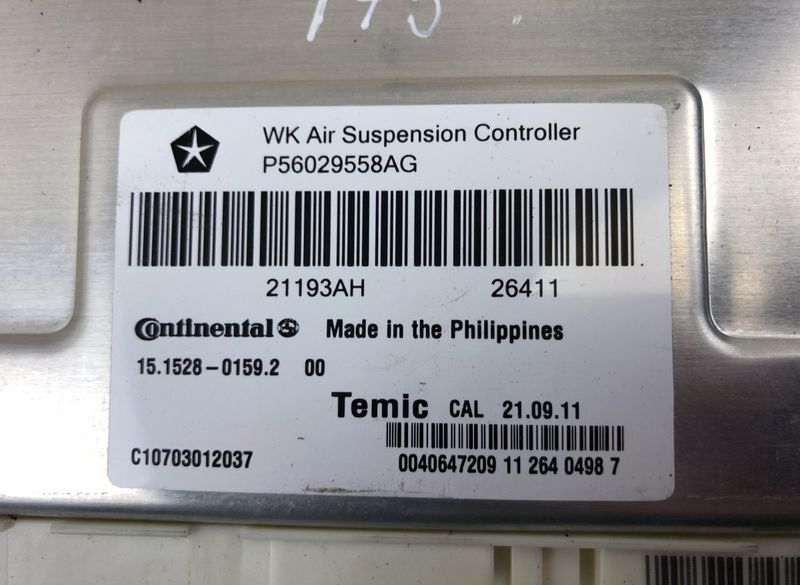 WK Air Suspension Controller
P56029558AG
21193AH 26411
Continental Made in the Philippines
15.1528-0159.2 00
Temic CAL 21.09.11
C10703012037 0040647209 11 264 0498 7